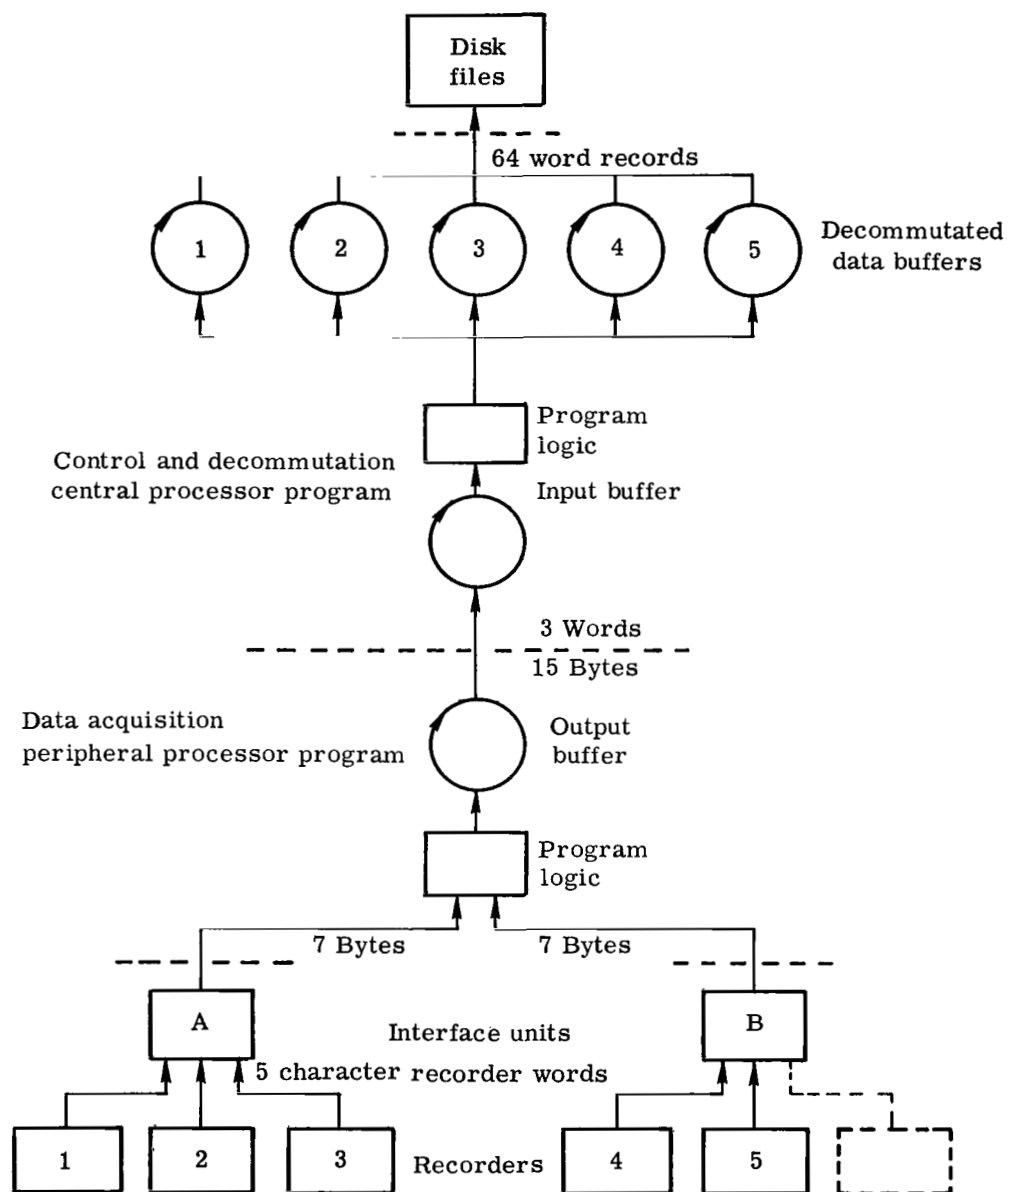 Disk
files
64 word records
1
2
3
4
5
Decommutated
data buffers
Program
logic
Control and decommutation
central processor program
Input buffer
3 Words
15 Bytes
Data acquisition
peripheral processor program
Output
buffer
Program
logic
7 Bytes
7 Bytes
A
B
Interface units
5 character recorder words
1
2
3
Recorders
4
5